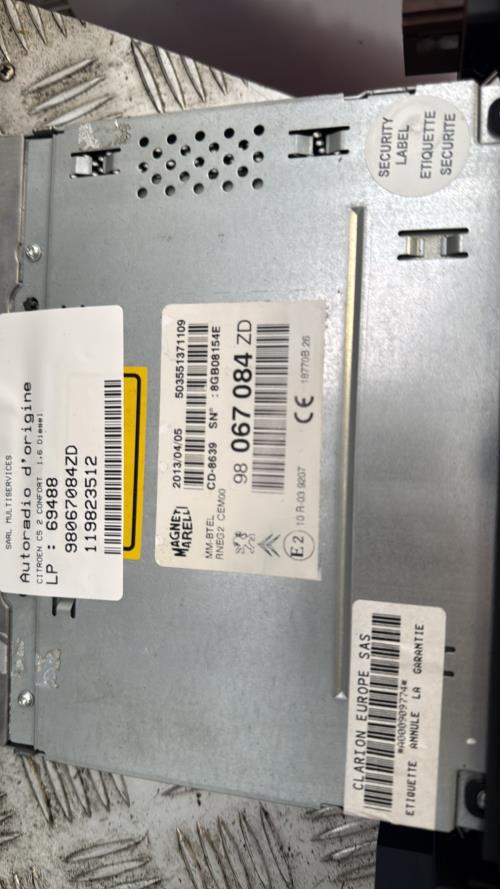 SECURITY
LABEL
ETIQUETTE
SECURITE
SARL MULTISERVICES
Autoradio d'origine
CITROEN C5 2 CONFORT 1.6 Diesel
LP : 69488
98067084ZD
119823512
MAGNETI
MARELLI
2013/04/05 503551371109
MM-BTEL CD-8639 SN° :8GB08154E
RNEG2 CEM00
98 067 084 ZD
E2 10 R-03 9207 CE 18770B 26
CLARION EUROPE SAS
*A000909774*
ETIQUETTE ANNULE LA GARANTIE